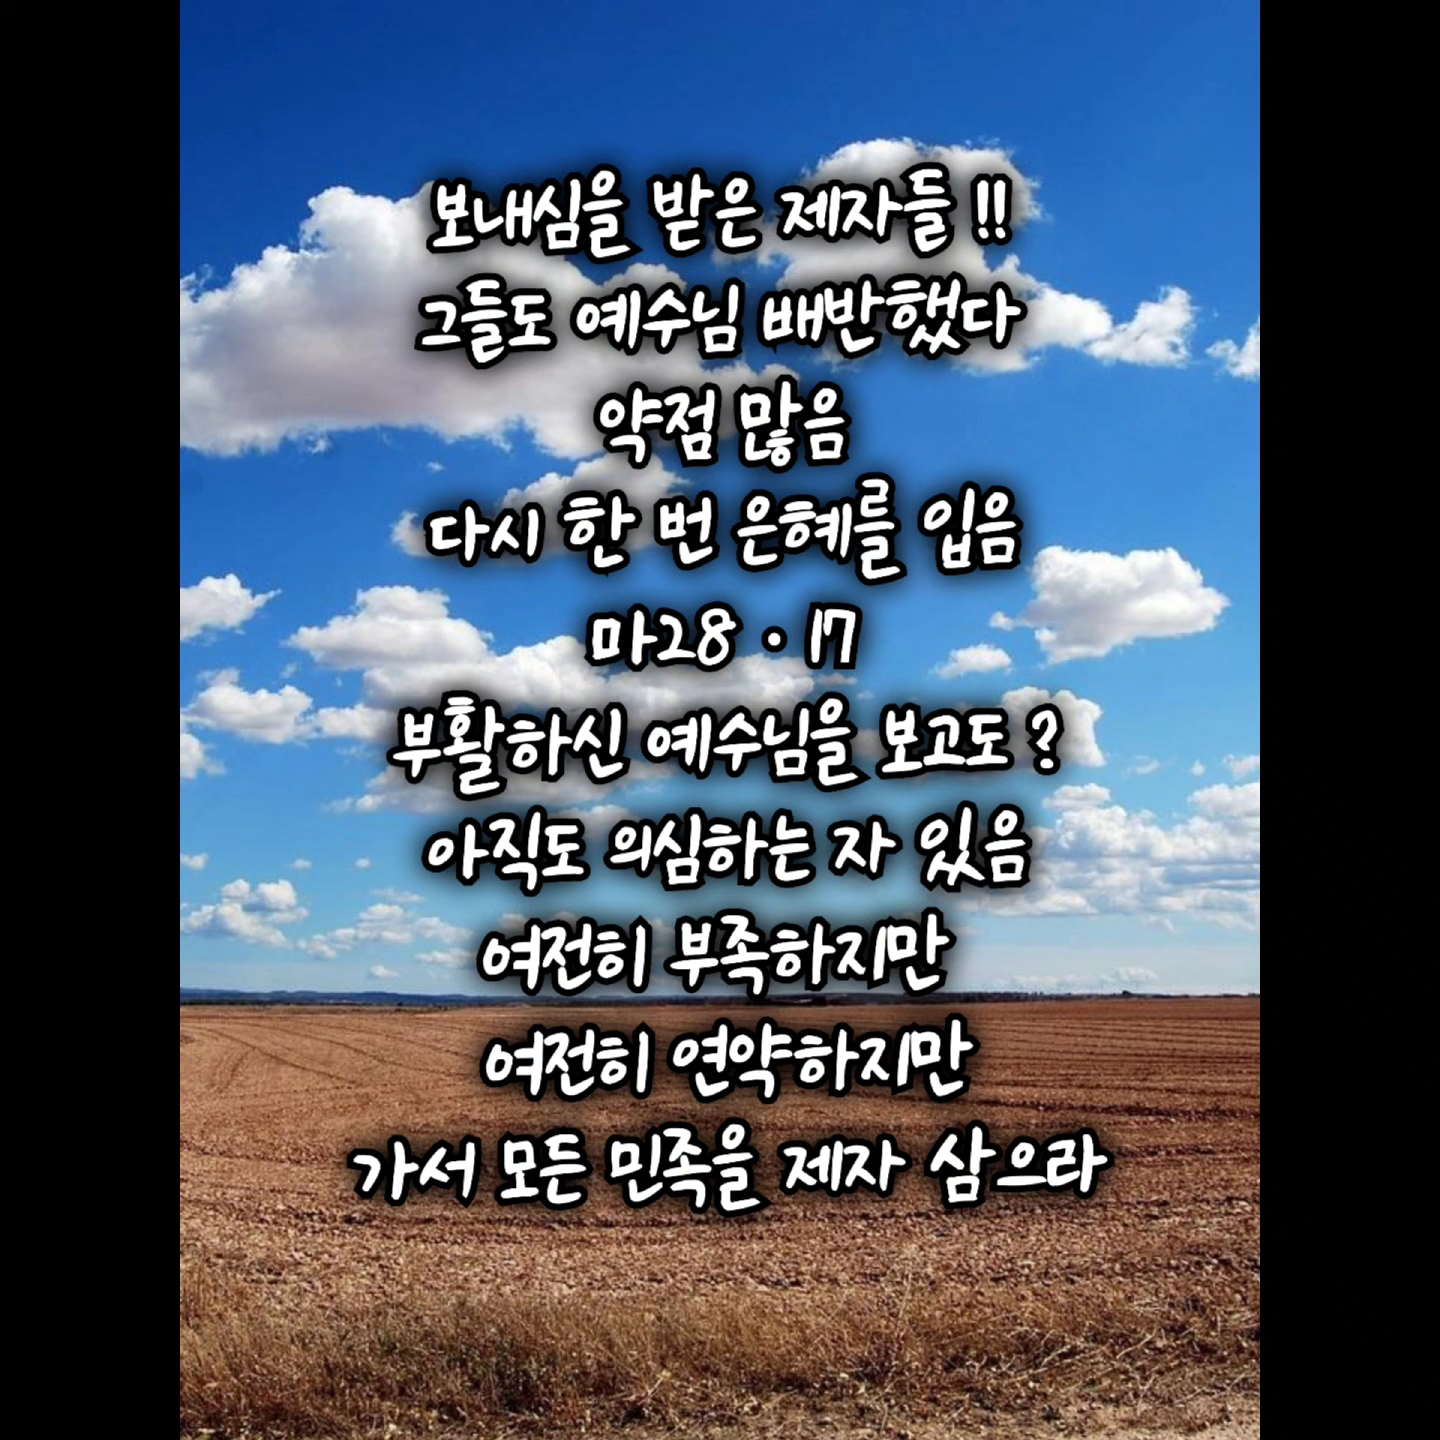 보내심을 받은 제자들 !!
그들도 예수님 배반했다
약점 많음
다시 한 번 은혜를 입음
마28 · 17
부활하신 예수님을 보고도 ?
아직도 의심하는 자 있음
여전히 부족하지만
여전히 연약하지만
가서 모든 민족을 제자 삼으라